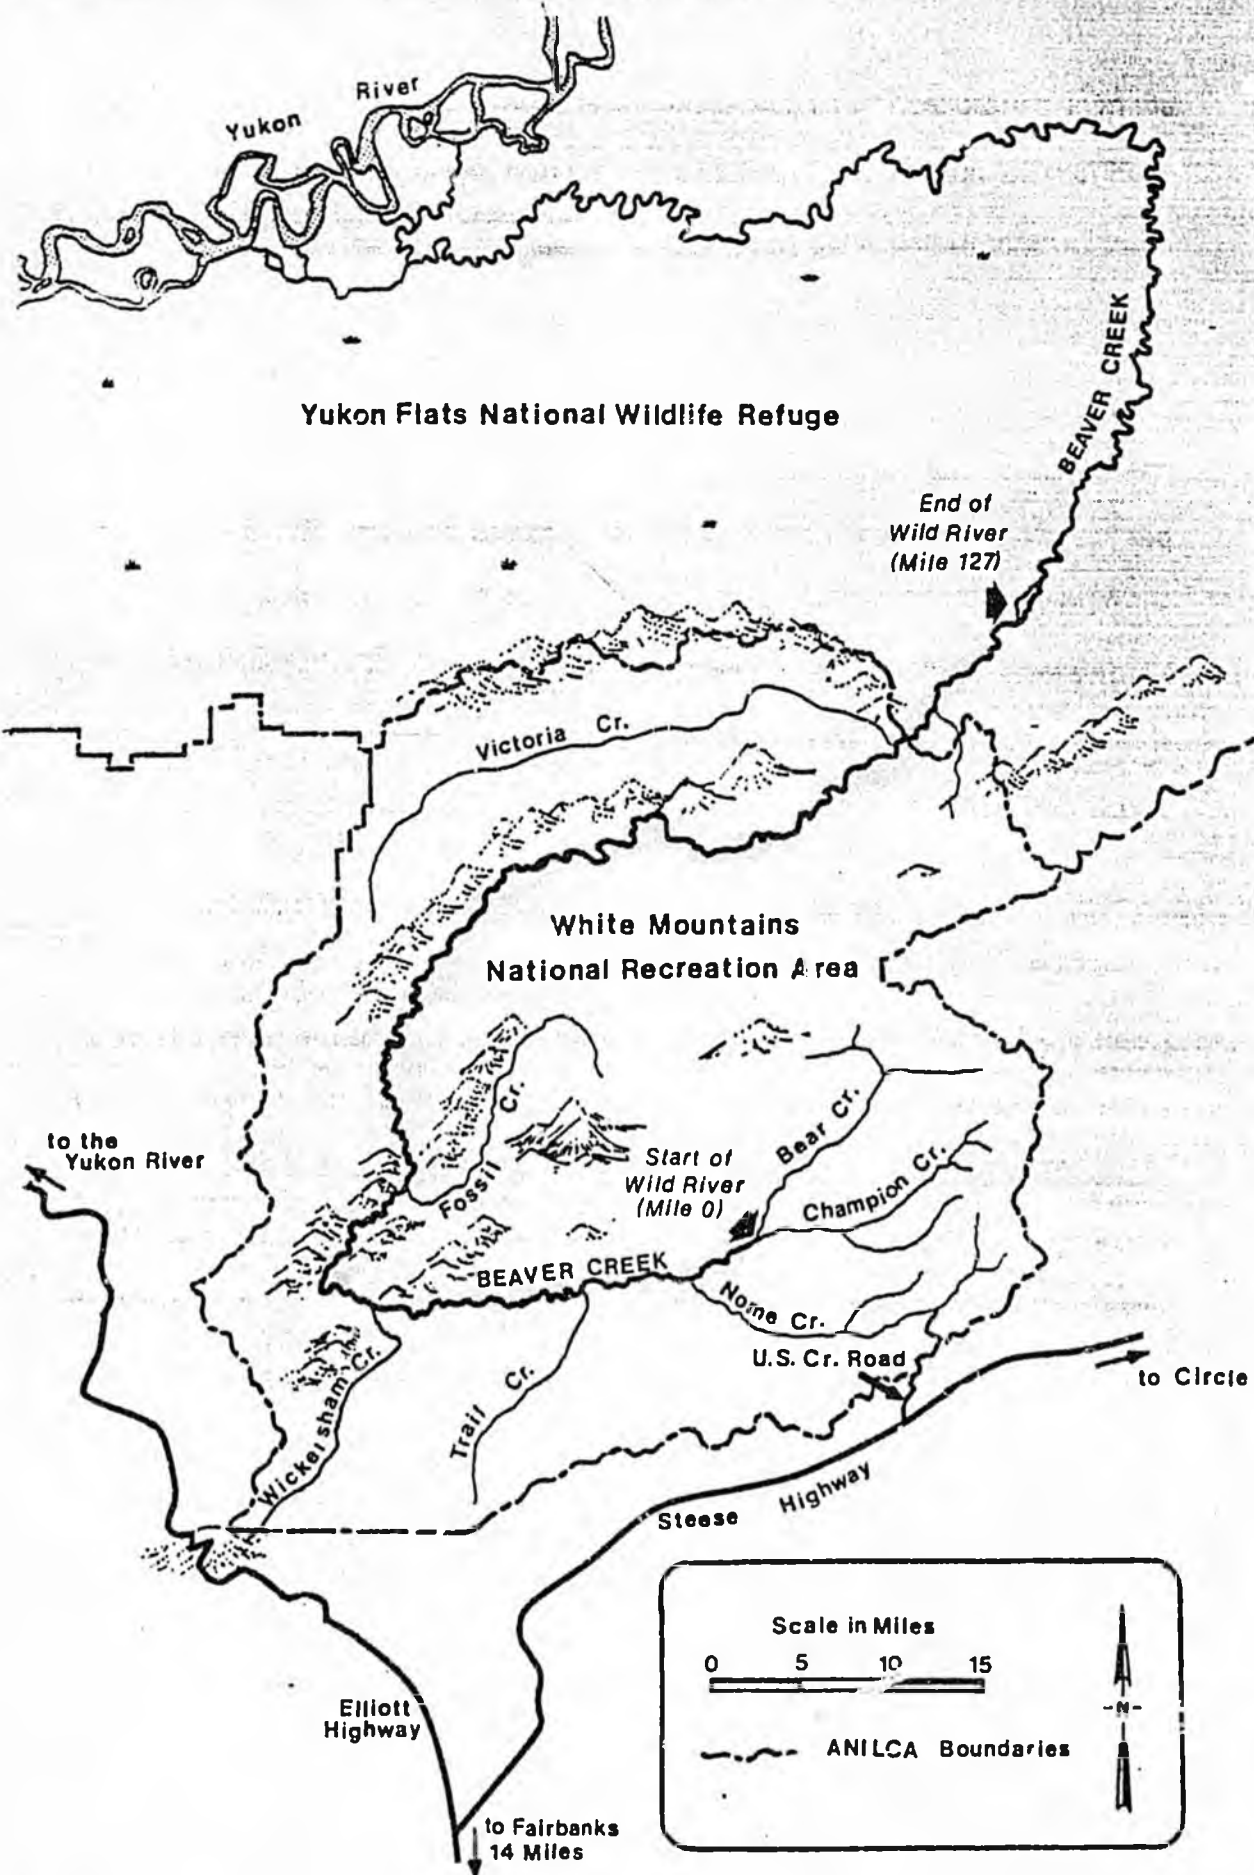 Yukon River
Yukon Flats National Wildlife Refuge
BEAVER CREEK
End of
Wild River
(Mile 127)
Victoria Cr.
White Mountains
National Recreation Area
to the
Yukon River
Fossil Cr.
Start of
Wild River
(Mile 0)
Bear Cr.
Champion Cr.
BEAVER CREEK
Nome Cr.
U.S. Cr. Road
to Circle
Wickersham Cr.
Trail Cr.
Steese Highway
Elliott
Highway
to Fairbanks
14 Miles
Scale in Miles
0 5 10 15
N
ANILCA Boundaries